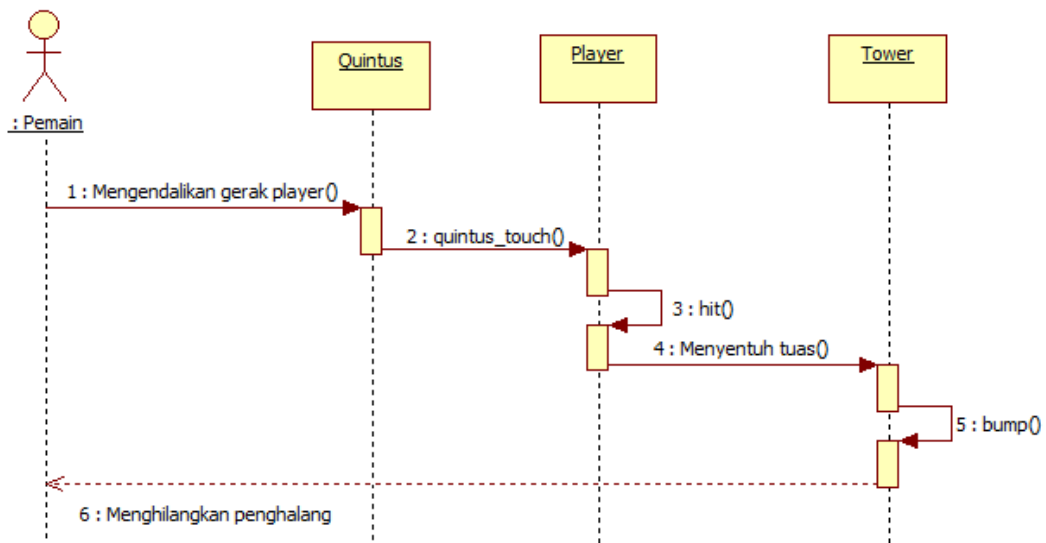 : Pemain
Quintus
Player
Tower
1 : Mengendalikan gerak player()
2 : quintus_touch()
3 : hit()
4 : Menyentuh tuas()
5 : bump()
6 : Menghilangkan penghalang